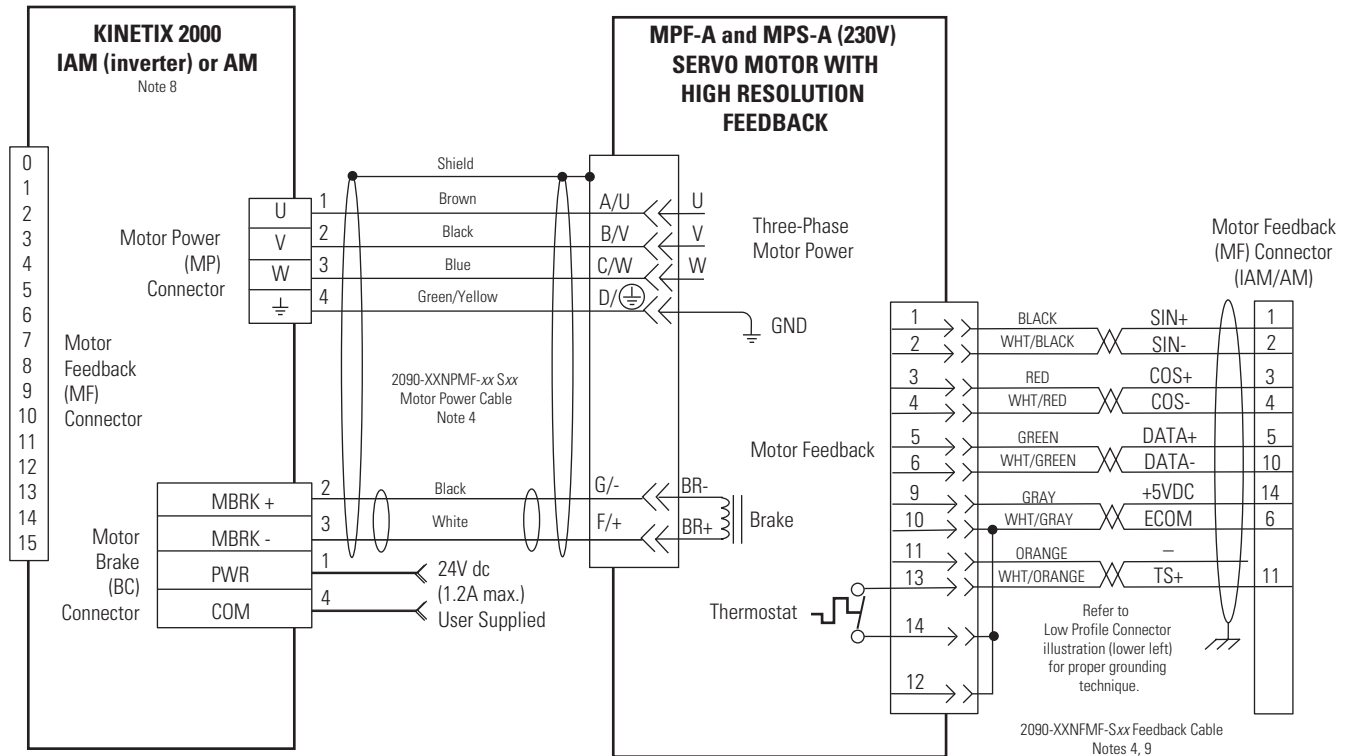 KINETIX 2000
IAM (inverter) or AM
Note 8
0
1
2
3
4
5
6
7
8
9
10
11
12
13
14
15
Motor
Feedback
(MF)
Connector
Motor Power
(MP)
Connector
U
V
W
1
2
3
4
Shield
Brown
Black
Blue
Green/Yellow
2090-XXNPMF-xx Sxx
Motor Power Cable
Note 4
Motor
Brake
(BC)
Connector
MBRK +
MBRK -
PWR
COM
2
3
1
4
Black
White
24V dc
(1.2A max.)
User Supplied
MPF-A and MPS-A (230V)
SERVO MOTOR WITH
HIGH RESOLUTION
FEEDBACK
A/U
B/V
C/W
D/
U
V
W
Three-Phase
Motor Power
GND
G/-
F/+
BR-
BR+
Brake
Motor Feedback
Thermostat
1
2
3
4
5
6
9
10
11
13
14
12
BLACK
WHT/BLACK
RED
WHT/RED
GREEN
WHT/GREEN
GRAY
WHT/GRAY
ORANGE
WHT/ORANGE
SIN+
SIN-
COS+
COS-
DATA+
DATA-
+5VDC
ECOM
–
TS+
Motor Feedback
(MF) Connector
(IAM/AM)
1
2
3
4
5
10
14
6
11
Refer to
Low Profile Connector
illustration (lower left)
for proper grounding
technique.
2090-XXNFMF-Sxx Feedback Cable
Notes 4, 9